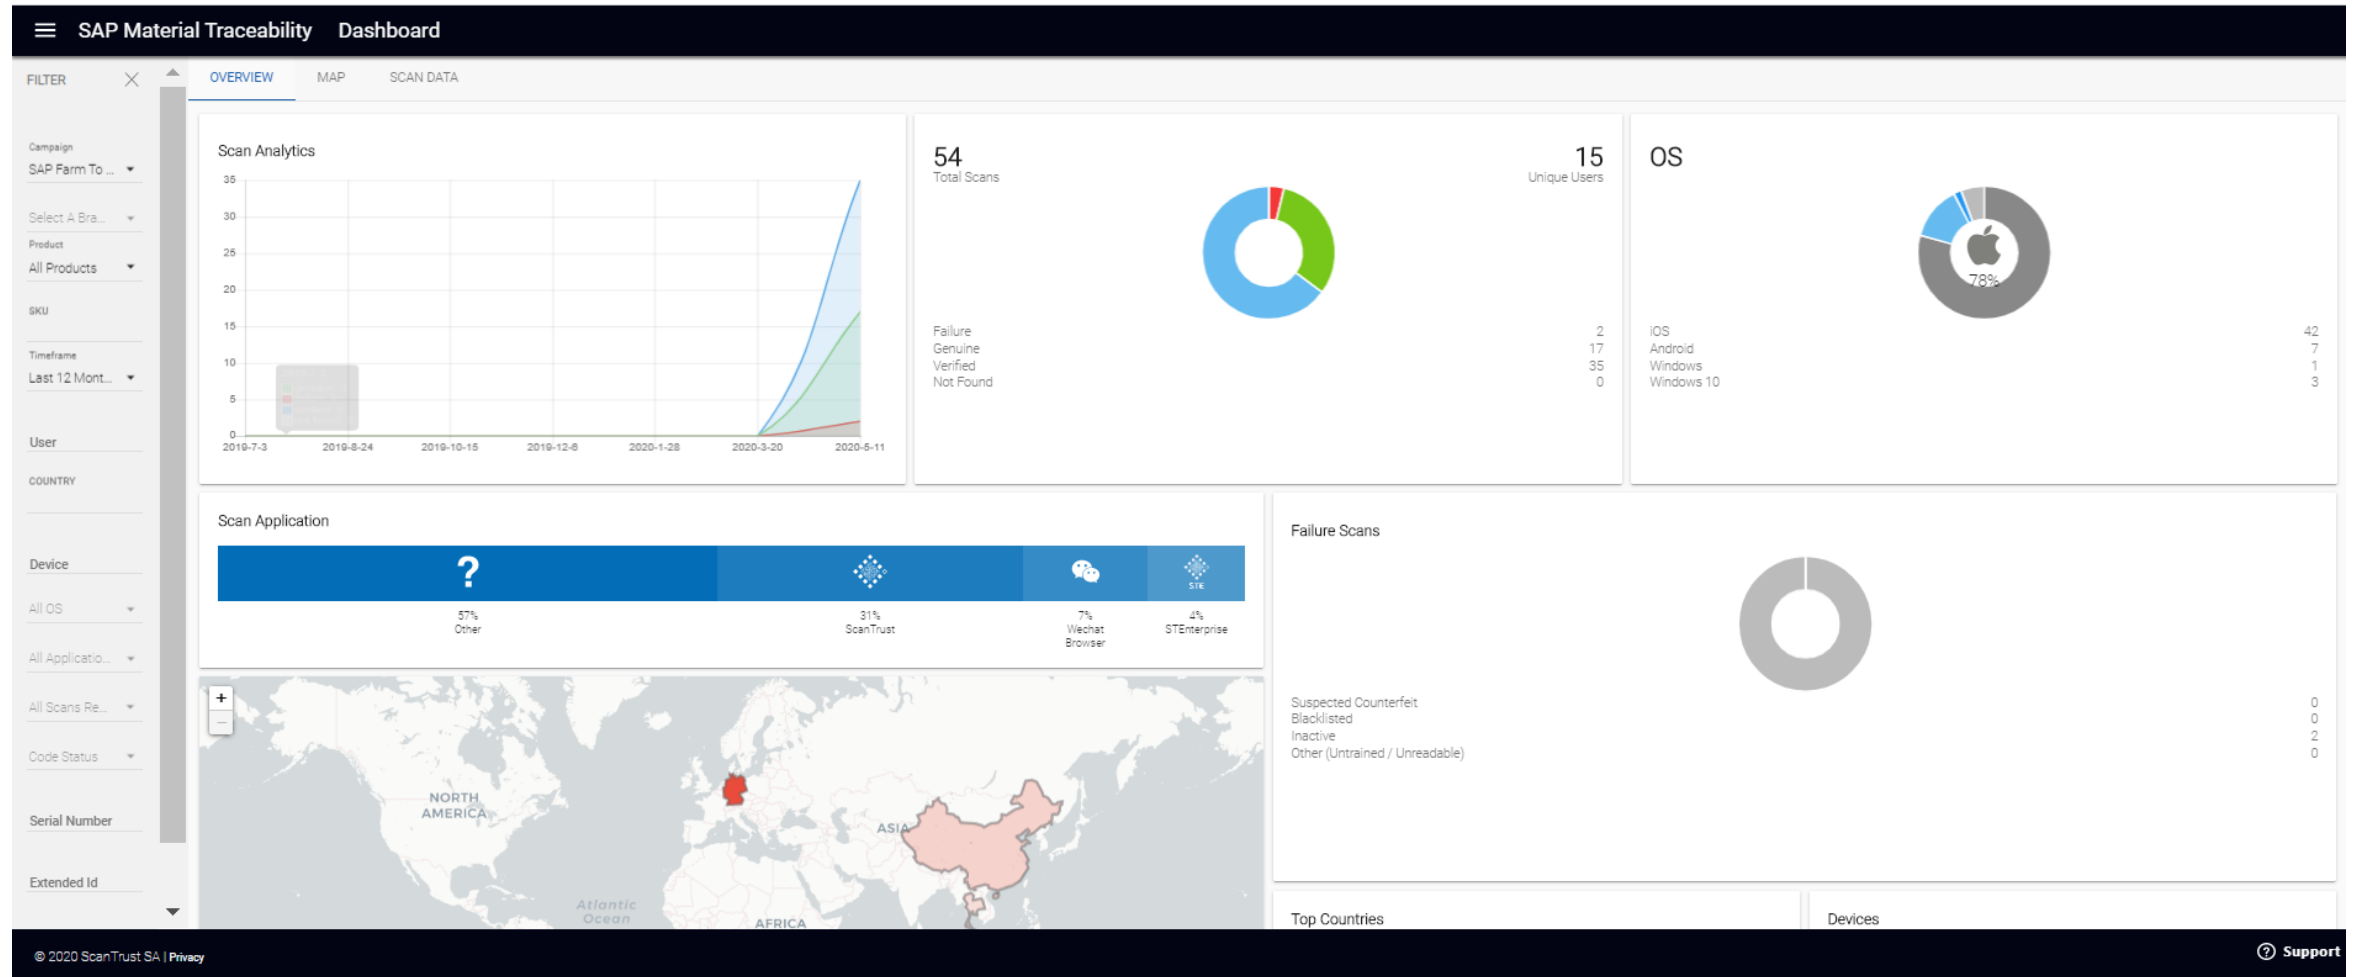 SAP Material Traceability Dashboard
FILTER
OVERVIEW MAP SCAN DATA
Campaign
SAP Farm To ...
Select A Bra...
Product
All Products
SKU
Timeframe
Last 12 Mont...
User
COUNTRY
Device
All OS
All Applicatio...
All Scans Re...
Code Status
Serial Number
Extended Id
Scan Analytics
35
30
25
20
15
10
5
0
2019-7-3 2019-8-24 2019-10-15 2019-12-6 2020-1-28 2020-3-20 2020-5-11
54
Total Scans
15
Unique Users
Failure 2
Genuine 17
Verified 35
Not Found 0
OS
78%
iOS 42
Android 7
Windows 1
Windows 10 3
Scan Application
?
STE
57%
Other
31%
ScanTrust
7%
Wechat
Browser
4%
STEnterprise
Failure Scans
Suspected Counterfeit 0
Blacklisted 0
Inactive 2
Other (Untrained / Unreadable) 0
+
−
NORTH
AMERICA
ASIA
Atlantic
Ocean
AFRICA
Top Countries
Devices
© 2020 ScanTrust SA | Privacy
? Support